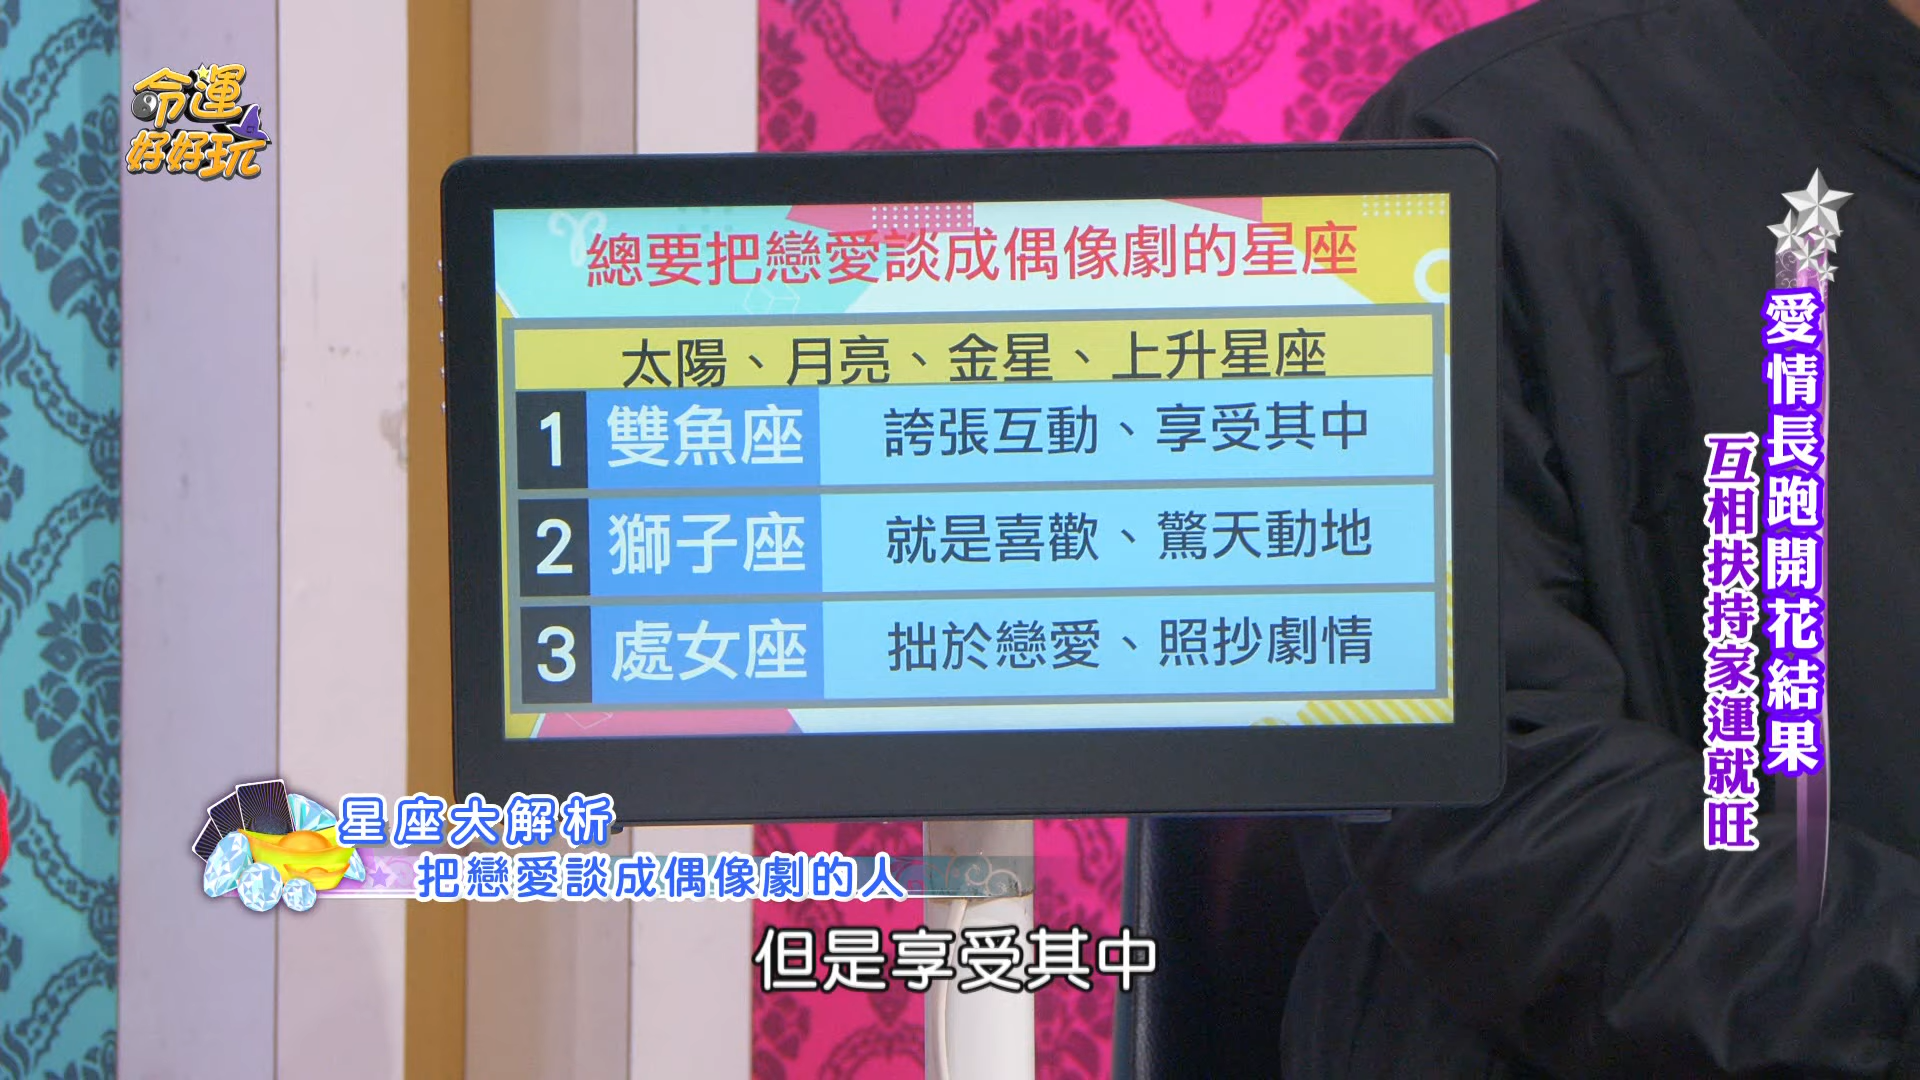 命運
好好玩
總要把戀愛談成偶像劇的星座
太陽、月亮、金星、上升星座
1 雙魚座 誇張互動、享受其中
2 獅子座 就是喜歡、驚天動地
3 處女座 拙於戀愛、照抄劇情
愛情長跑開花結果
互相扶持家運就旺
星座大解析
把戀愛談成偶像劇的人
但是享受其中